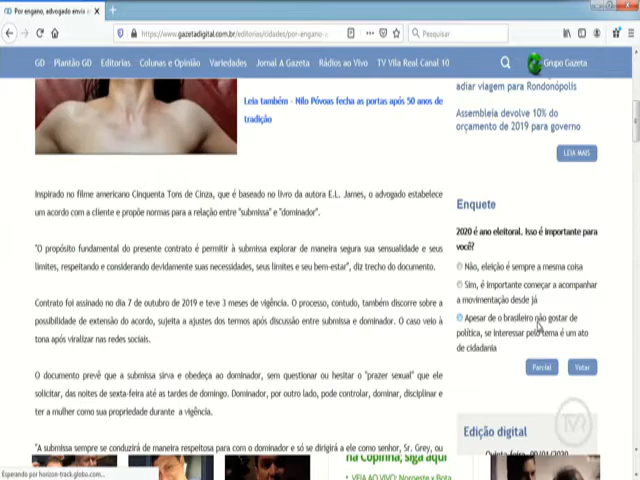 Por engano, advogado envia a
https://www.gazetadigital.com.br/editorias/cidades/por-engano-
Pesquisar
GD Plantão GD Editorias Colunas e Opinião Variedades Jornal A Gazeta Rádios ao Vivo TV Vila Real Canal 10 Grupo Gazeta
Leia também - Nilo Póvoas fecha as portas após 50 anos de
tradição
Inspirado no filme americano Cinquenta Tons de Cinza, que é baseado no livro da autora E.L. James, o advogado estabelece
um acordo com a cliente e propõe normas para a relação entre "submissa" e "dominador".
"O propósito fundamental do presente contrato é permitir à submissa explorar de maneira segura sua sensualidade e seus
limites, respeitando e considerando devidamente suas necessidades, seus limites e seu bem-estar", diz trecho do documento.
Contrato foi assinado no dia 7 de outubro de 2019 e teve 3 meses de vigência. O processo, contudo, também discorre sobre a
possibilidade de extensão do acordo, sujeita a ajustes dos termos após discussão entre submissa e dominador. O caso veio à
tona após viralizar nas redes sociais.
O documento prevê que a submissa sirva e obedeça ao dominador, sem questionar ou hesitar o "prazer sexual" que ele
solicitar, das noites de sexta-feira até as tardes de domingo. Dominador, por outro lado, pode controlar, dominar, disciplinar e
ter a mulher como sua propriedade durante a vigência.
"A submissa sempre se conduzirá de maneira respeitosa para com o dominador e só se dirigirá a ele como senhor, Sr. Grey, ou
adiar viagem para Rondonópolis
Assembleia devolve 10% do
orçamento de 2019 para governo
LEIA MAIS
Enquete
2020 é ano eleitoral. Isso é importante para
você?
Não, eleição é sempre a mesma coisa
Sim, é importante começar a acompanhar
a movimentação desde já
Apesar de o brasileiro não gostar de
política, se interessar pelo tema é um ato
de cidadania
Parcial Votar
Edição digital
Quinta-feira, 09/01/2020
na Copinha; siga aqui
VEJA AO VIVO: Noroeste x Bota
Esperando por horizon-track.globo.com...